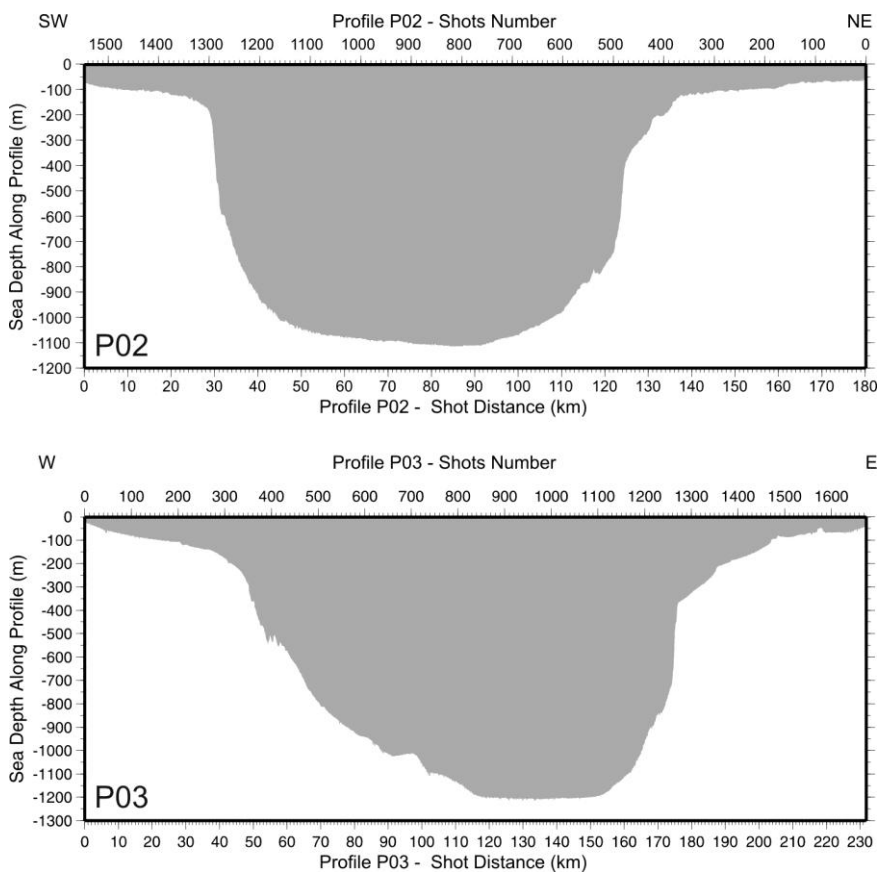 SW Profile P02 - Shots Number NE
1500 1400 1300 1200 1100 1000 900 800 700 600 500 400 300 200 100 0
0
-100
-200
-300
-400
-500
-600
-700
-800
-900
-1000
-1100
-1200
Sea Depth Along Profile (m)
P02
0 10 20 30 40 50 60 70 80 90 100 110 120 130 140 150 160 170 180
Profile P02 - Shot Distance (km)
W Profile P03 - Shots Number E
0 100 200 300 400 500 600 700 800 900 1000 1100 1200 1300 1400 1500 1600
0
-100
-200
-300
-400
-500
-600
-700
-800
-900
-1000
-1100
-1200
-1300
Sea Depth Along Profile (m)
P03
0 10 20 30 40 50 60 70 80 90 100 110 120 130 140 150 160 170 180 190 200 210 220 230
Profile P03 - Shot Distance (km)